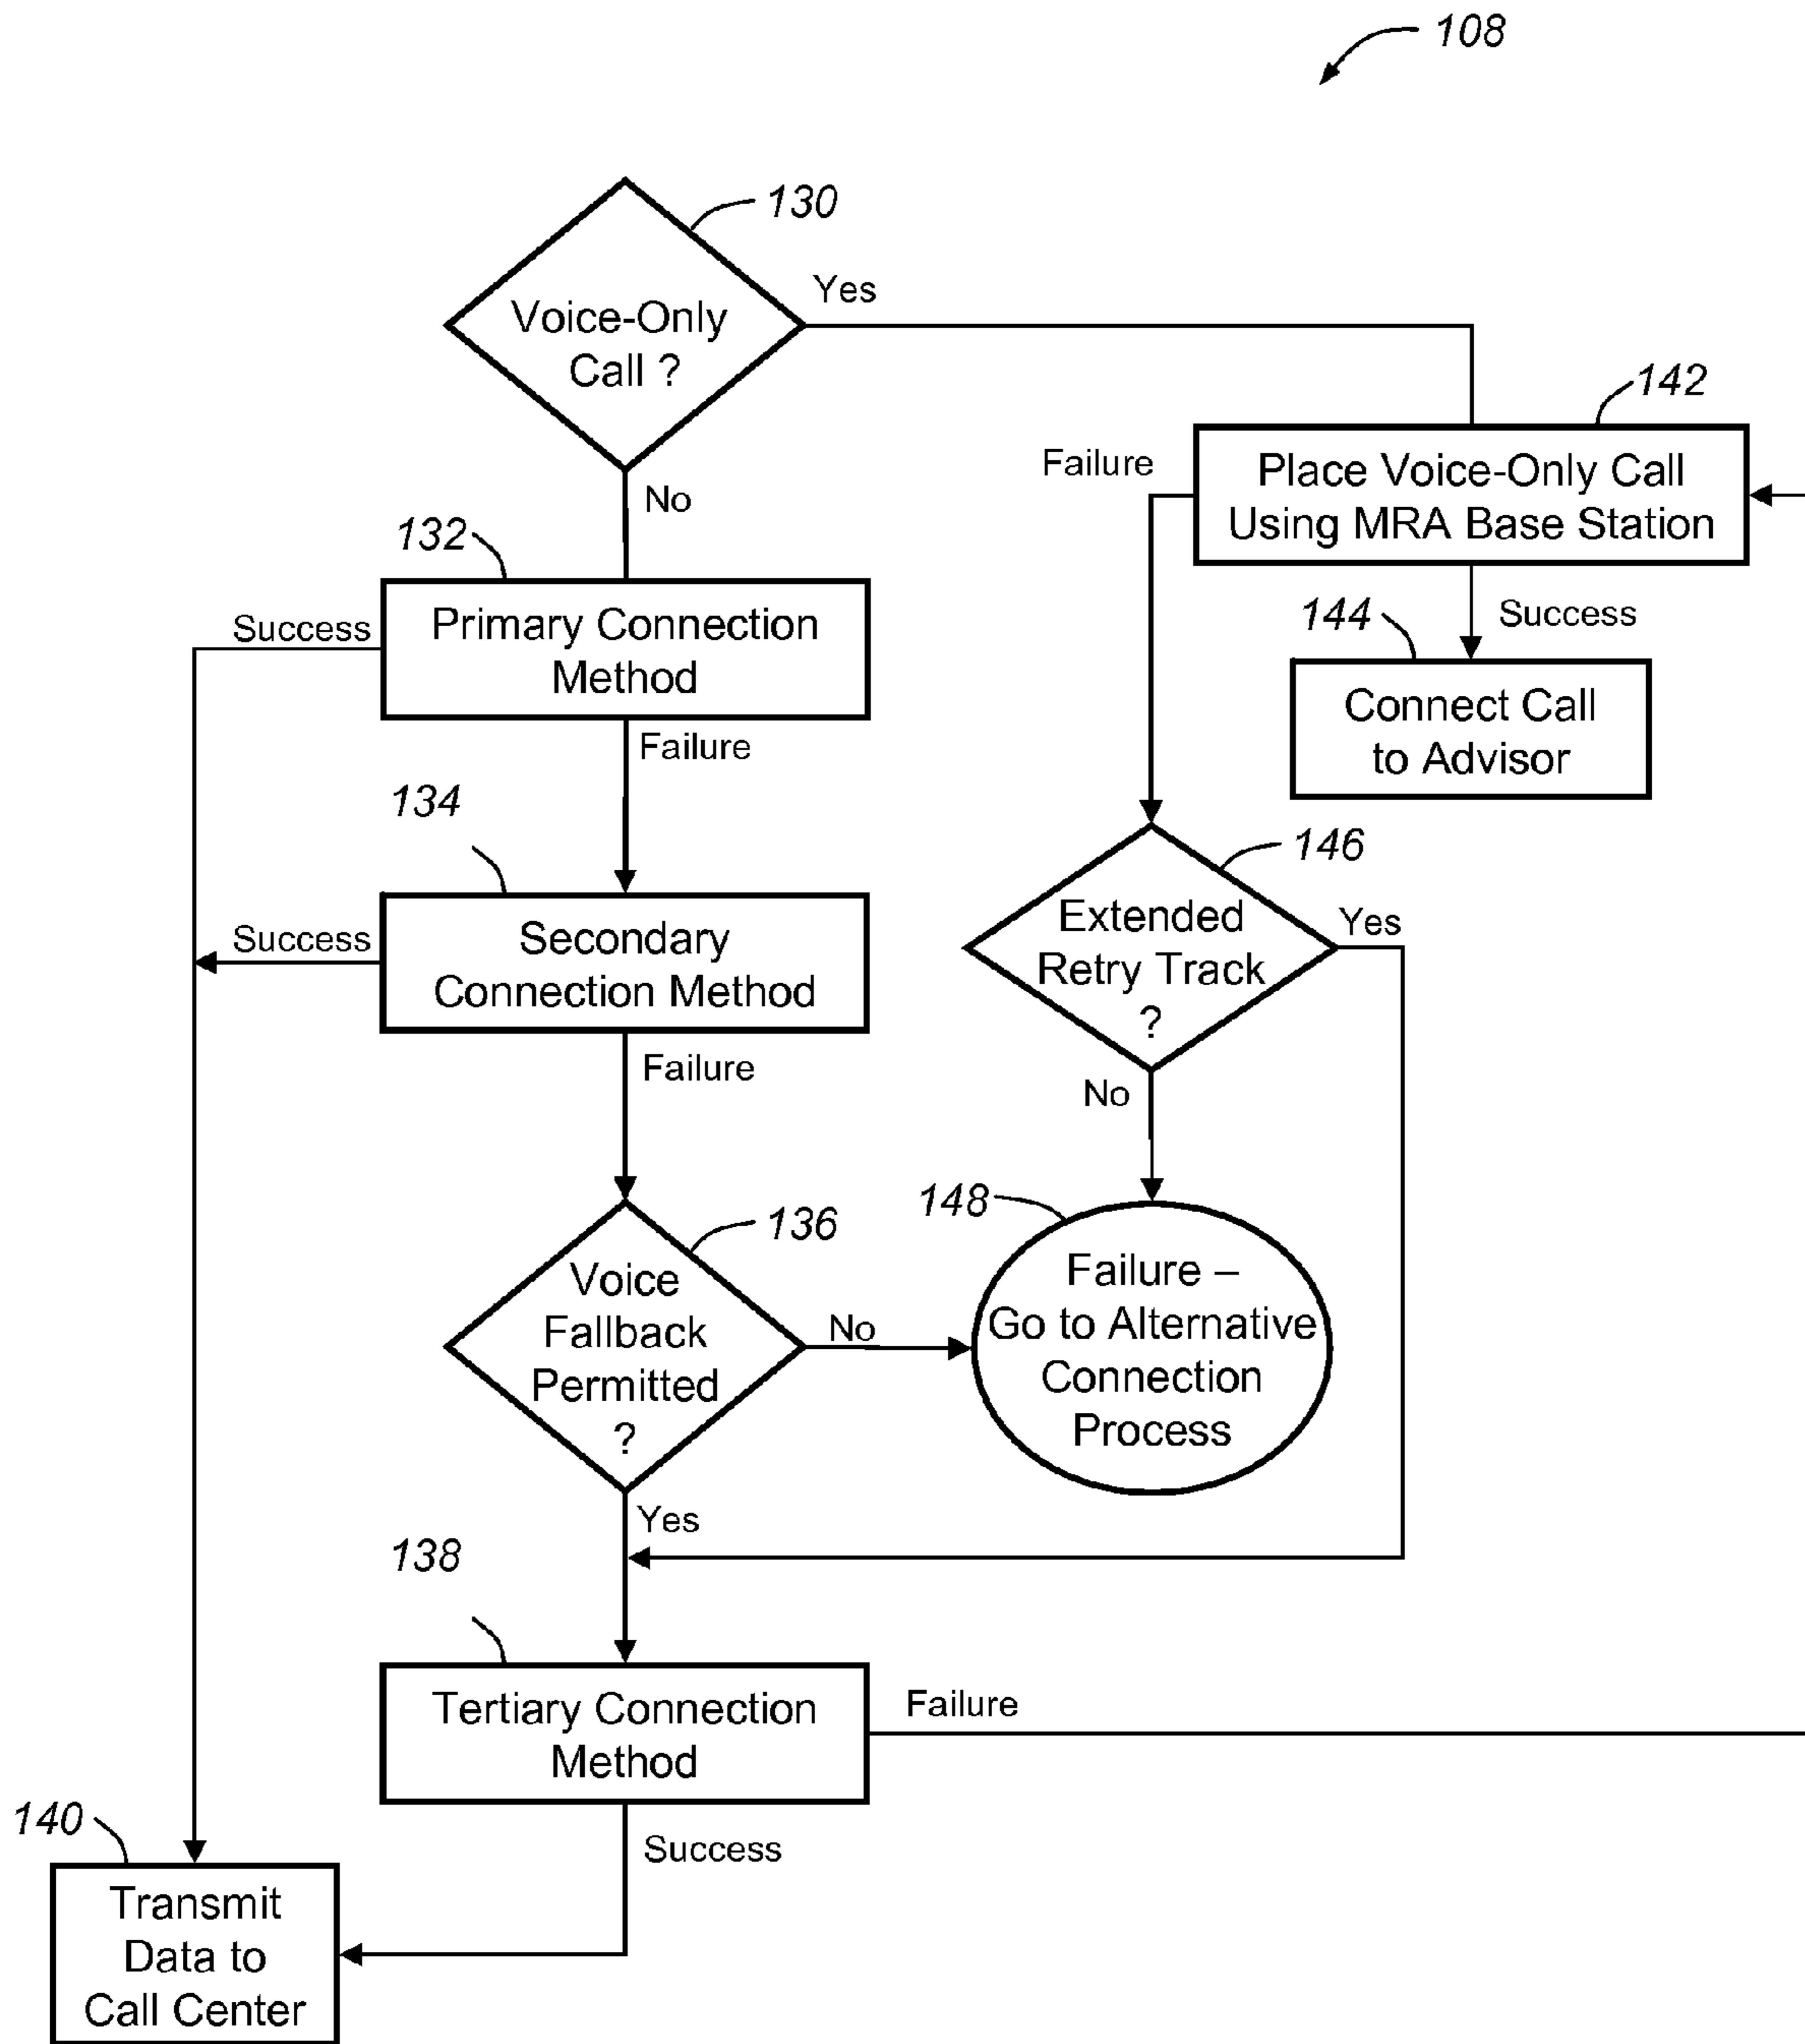 108
130
Voice-Only
Call ?
Yes
No
142
Place Voice-Only Call
Using MRA Base Station
Failure
Success
132
Primary Connection
Method
Success
Failure
144
Connect Call
to Advisor
134
Secondary
Connection Method
Success
Failure
146
Extended
Retry Track
?
Yes
No
136
Voice
Fallback
Permitted
?
No
Yes
148
Failure –
Go to Alternative
Connection
Process
138
Tertiary Connection
Method
Failure
Success
140
Transmit
Data to
Call Center